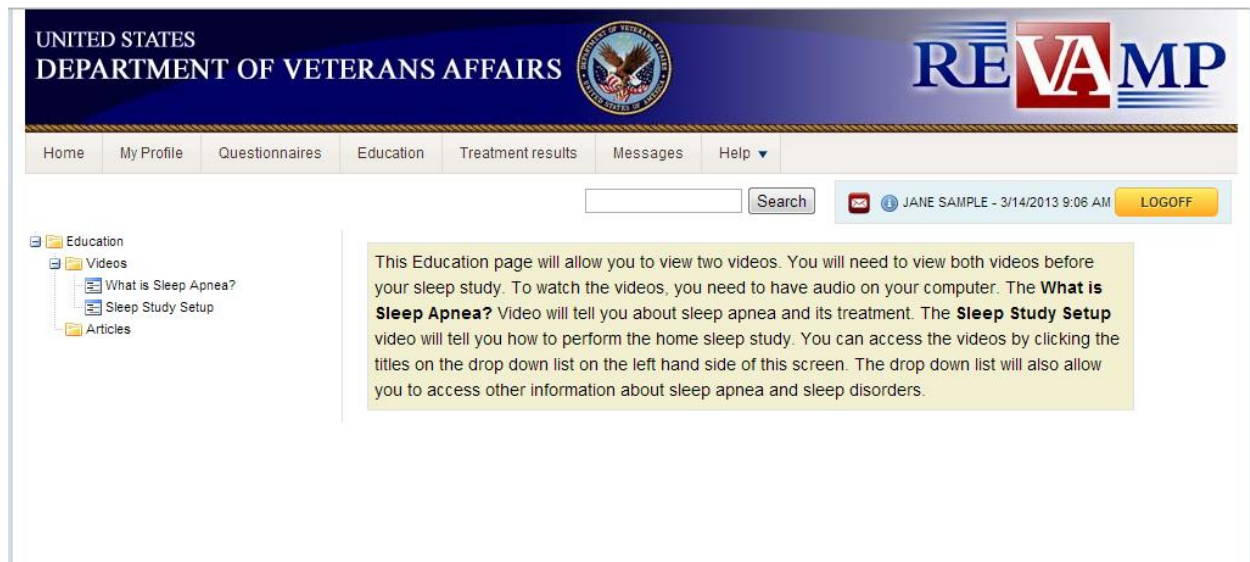 UNITED STATES
DEPARTMENT OF VETERANS AFFAIRS
REVAMP
Home My Profile Questionnaires Education Treatment results Messages Help
Search
JANE SAMPLE - 3/14/2013 9:06 AM LOGOFF
Education
Videos
What is Sleep Apnea?
Sleep Study Setup
Articles
This Education page will allow you to view two videos. You will need to view both videos before
your sleep study. To watch the videos, you need to have audio on your computer. The What is
Sleep Apnea? Video will tell you about sleep apnea and its treatment. The Sleep Study Setup
video will tell you how to perform the home sleep study. You can access the videos by clicking the
titles on the drop down list on the left hand side of this screen. The drop down list will also allow
you to access other information about sleep apnea and sleep disorders.